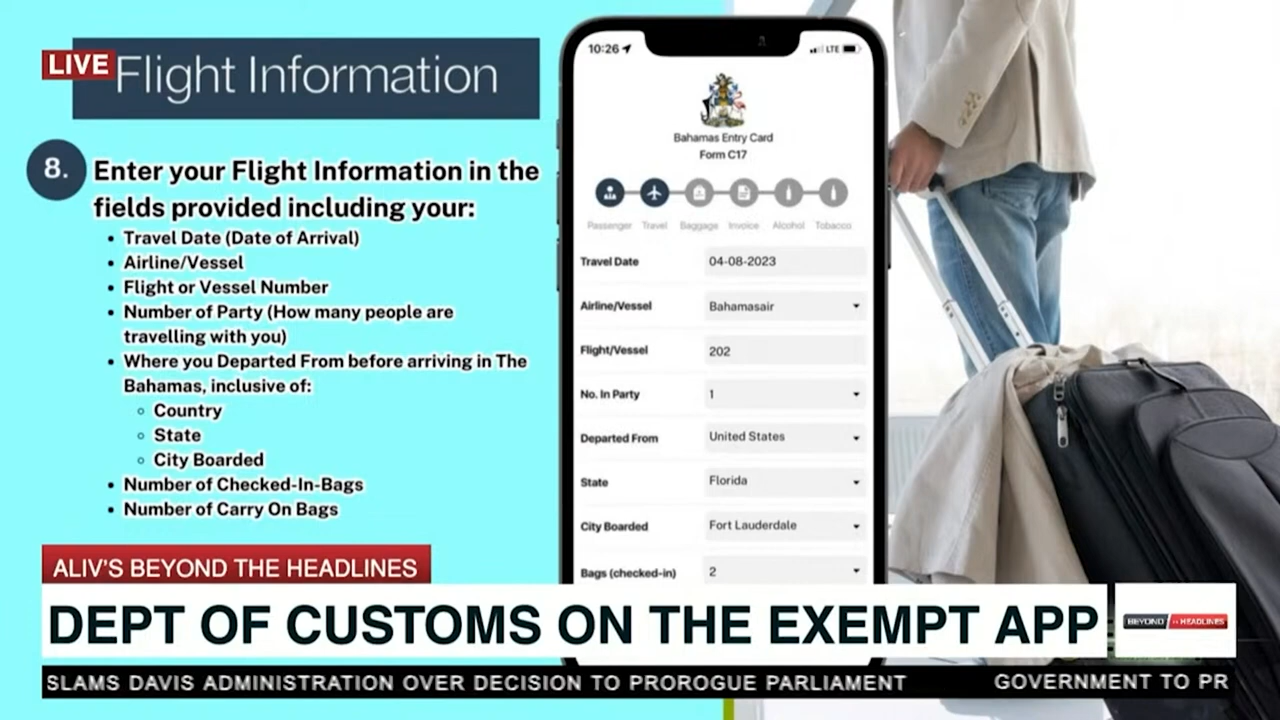 LIVE
Flight Information
8.
Enter your Flight Information in the
fields provided including your:
• Travel Date (Date of Arrival)
• Airline/Vessel
• Flight or Vessel Number
• Number of Party (How many people are
travelling with you)
• Where you Departed From before arriving in The
Bahamas, inclusive of:
◦ Country
◦ State
◦ City Boarded
• Number of Checked-In-Bags
• Number of Carry On Bags
10:26
LTE
Bahamas Entry Card
Form C17
Passenger Travel Baggage Invoice Alcohol Tobacco
Travel Date 04-08-2023
Airline/Vessel Bahamasair
Flight/Vessel 202
No. In Party 1
Departed From United States
State Florida
City Boarded Fort Lauderdale
Bags (checked-in) 2
ALIV'S BEYOND THE HEADLINES
DEPT OF CUSTOMS ON THE EXEMPT APP
BEYOND THE HEADLINES
SLAMS DAVIS ADMINISTRATION OVER DECISION TO PROROGUE PARLIAMENT GOVERNMENT TO PR